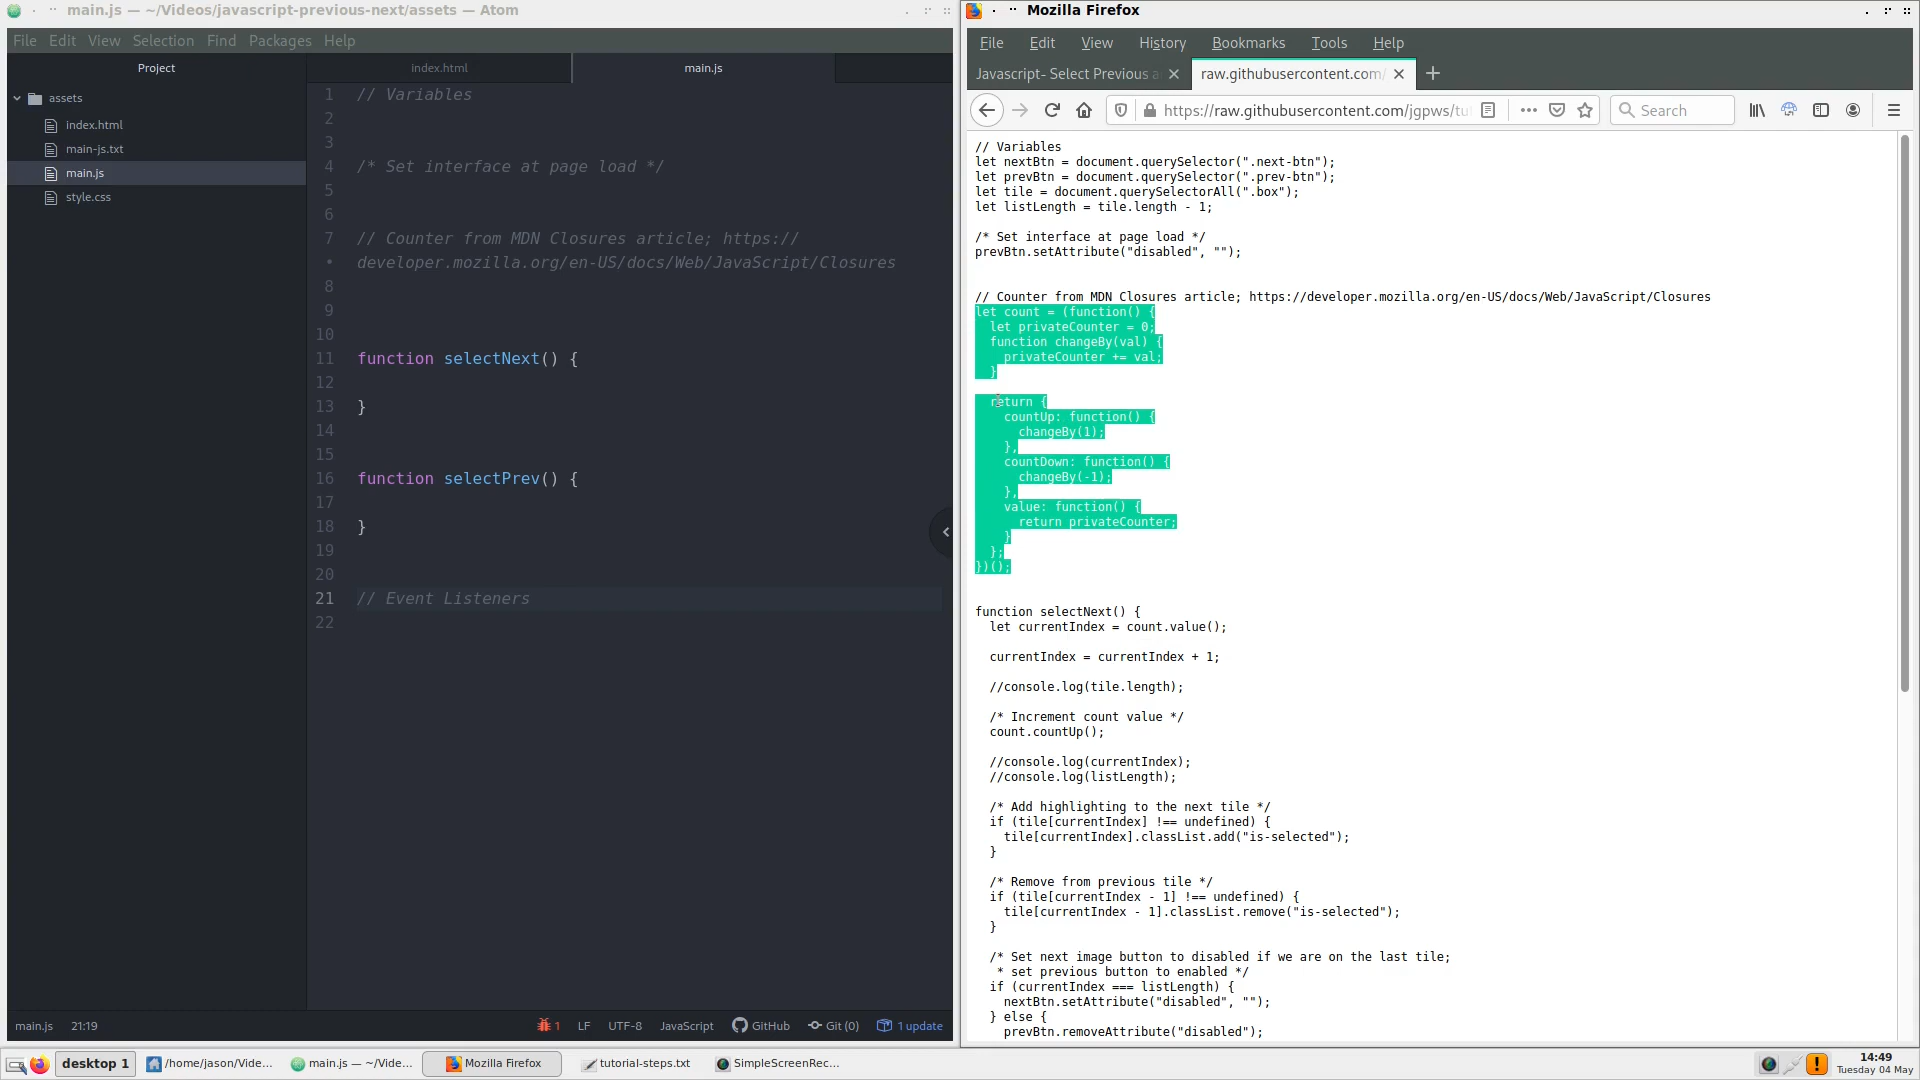 main.js — ~/Videos/javascript-previous-next/assets — Atom
File Edit View Selection Find Packages Help
Project
index.html
main.js
assets
index.html
main-js.txt
main.js
style.css
1 // Variables
2
3
4 /* Set interface at page load */
5
6
7 // Counter from MDN Closures article; https://
• developer.mozilla.org/en-US/docs/Web/JavaScript/Closures
8
9
10
11 function selectNext() {
12
13 }
14
15
16 function selectPrev() {
17
18 }
19
20
21 // Event Listeners
22
main.js 21:19
1 LF UTF-8 JavaScript GitHub Git (0) 1 update
Mozilla Firefox
File Edit View History Bookmarks Tools Help
Javascript- Select Previous
raw.githubusercontent.com/
https://raw.githubusercontent.com/jgpws/tu
Search
// Variables
let nextBtn = document.querySelector(".next-btn");
let prevBtn = document.querySelector(".prev-btn");
let tile = document.querySelectorAll(".box");
let listLength = tile.length - 1;
/* Set interface at page load */
prevBtn.setAttribute("disabled", "");
// Counter from MDN Closures article; https://developer.mozilla.org/en-US/docs/Web/JavaScript/Closures
let count = (function() {
let privateCounter = 0;
function changeBy(val) {
privateCounter += val;
}
return {
countUp: function() {
changeBy(1);
},
countDown: function() {
changeBy(-1);
},
value: function() {
return privateCounter;
}
};
})();
function selectNext() {
let currentIndex = count.value();
currentIndex = currentIndex + 1;
//console.log(tile.length);
/* Increment count value */
count.countUp();
//console.log(currentIndex);
//console.log(listLength);
/* Add highlighting to the next tile */
if (tile[currentIndex] !== undefined) {
tile[currentIndex].classList.add("is-selected");
}
/* Remove from previous tile */
if (tile[currentIndex - 1] !== undefined) {
tile[currentIndex - 1].classList.remove("is-selected");
}
/* Set next image button to disabled if we are on the last tile;
* set previous button to enabled */
if (currentIndex === listLength) {
nextBtn.setAttribute("disabled", "");
} else {
prevBtn.removeAttribute("disabled");
desktop 1
/home/jason/Vide...
main.js — ~/Vide...
Mozilla Firefox
tutorial-steps.txt
SimpleScreenRec...
14:49
Tuesday 04 May